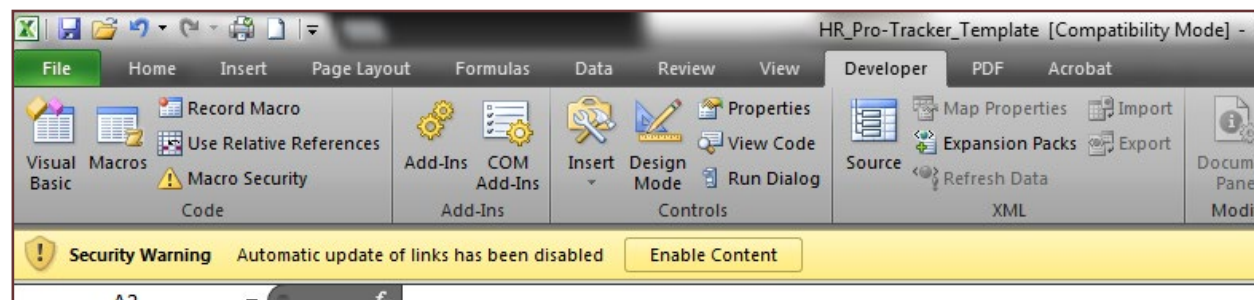 HR_Pro-Tracker_Template [Compatibility Mode] -
File Home Insert Page Layout Formulas Data Review View Developer PDF Acrobat
Visual Basic
Macros
Record Macro
Use Relative References
Macro Security
Code
Add-Ins
COM Add-Ins
Add-Ins
Insert
Design Mode
Properties
View Code
Run Dialog
Controls
Source
Map Properties
Expansion Packs
Refresh Data
Import
Export
XML
Security Warning Automatic update of links has been disabled Enable Content